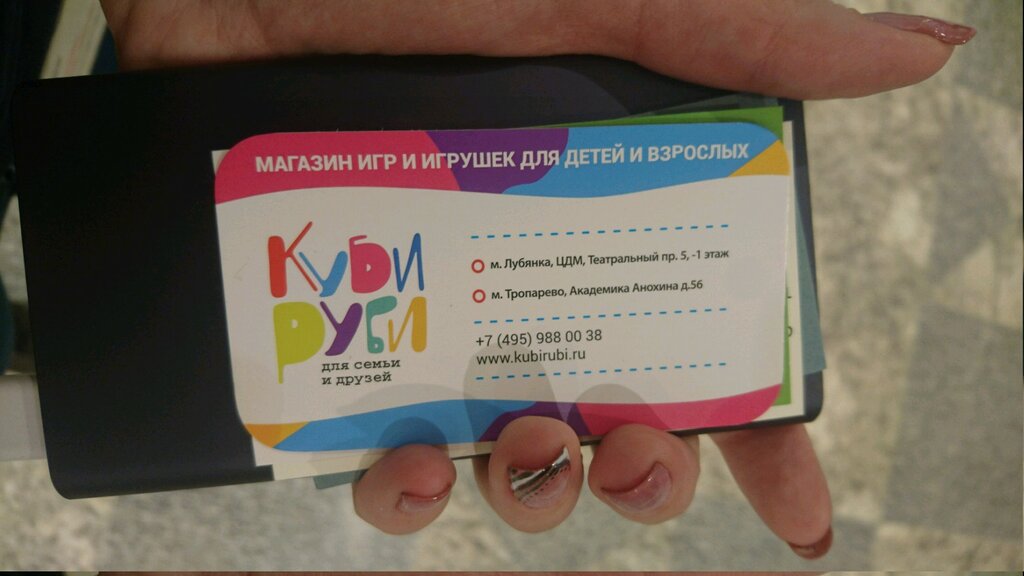 МАГАЗИН ИГР И ИГРУШЕК ДЛЯ ДЕТЕЙ И ВЗРОСЛЫХ
Куби
Руби
для семьи
и друзей
м. Лубянка, ЦДМ, Театральный пр. 5, -1 этаж
м. Тропарево, Академика Анохина д.56
+7 (495) 988 00 38
www.kubirubi.ru